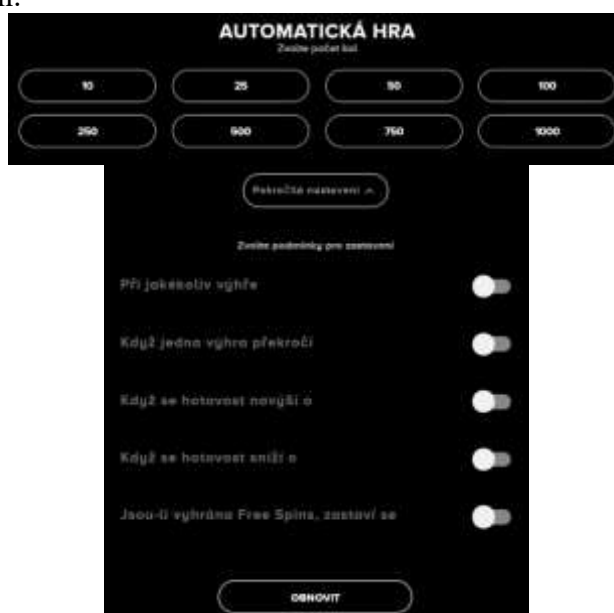 AUTOMATICKÁ HRA
Zvolte počet kol
10 25 50 100
250 500 750 1000
Pokročilá nastavení
Zvolte podmínky pro zastavení
Při jakékoliv výhře
Když jedna výhra překročí
Když se hotovost navýší o
Když se hotovost sníží o
Jsou-li vyhrána Free Spins, zastaví se
OBNOVIT